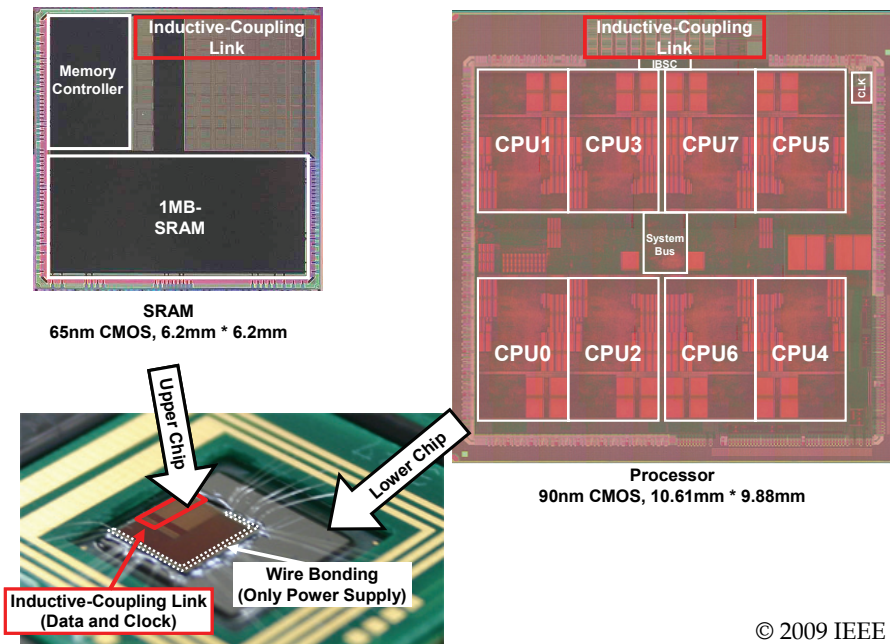 Inductive-Coupling
Link
Memory
Controller
1MB-
SRAM
SRAM
65nm CMOS, 6.2mm * 6.2mm
Inductive-Coupling
Link
IBSC
CLK
CPU1
CPU3
CPU7
CPU5
System
Bus
CPU0
CPU2
CPU6
CPU4
Processor
90nm CMOS, 10.61mm * 9.88mm
Upper Chip
Lower Chip
Wire Bonding
(Only Power Supply)
Inductive-Coupling Link
(Data and Clock)
© 2009 IEEE